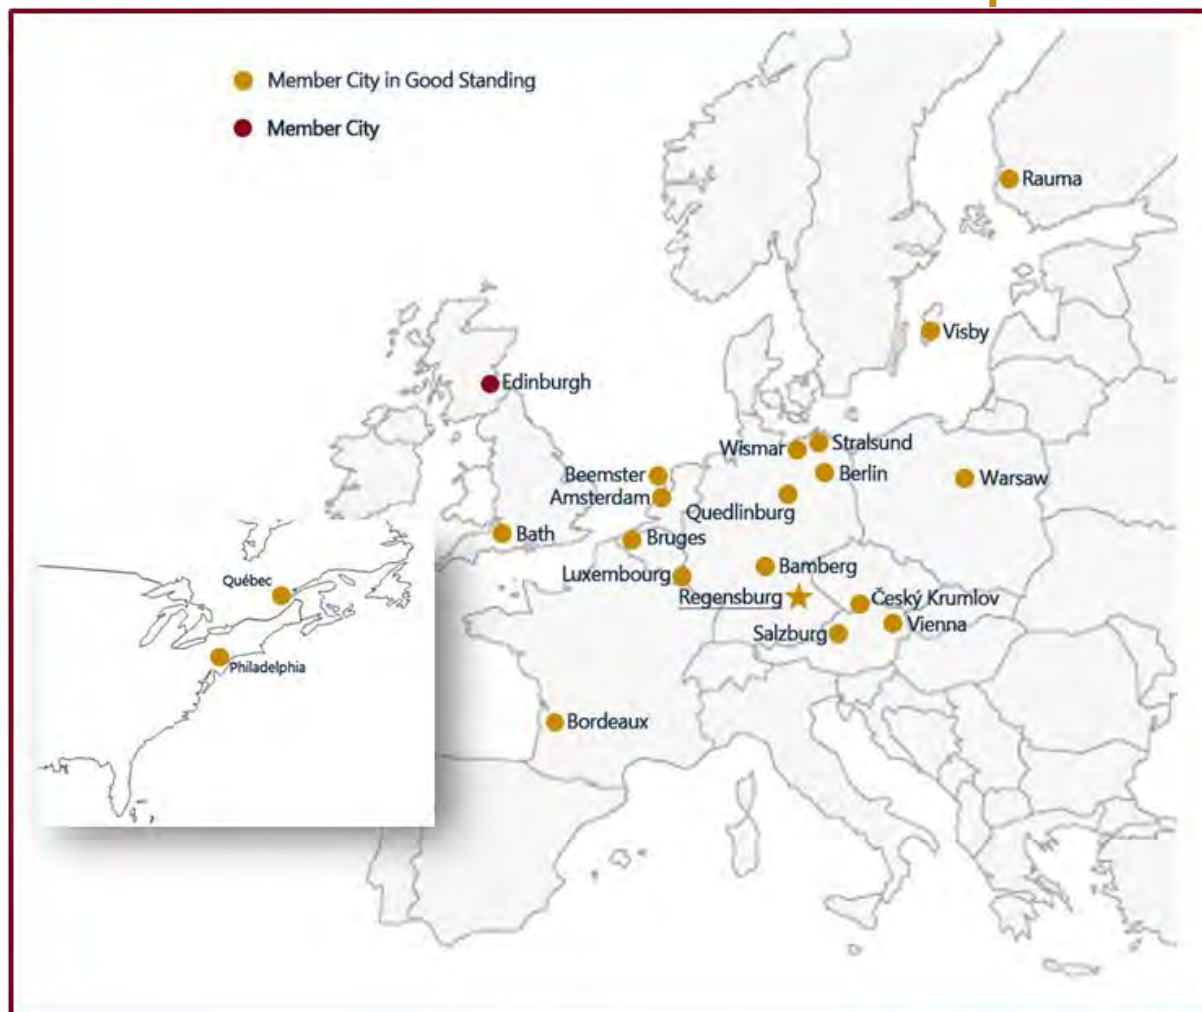 Member City in Good Standing
Member City
Rauma
Visby
Edinburgh
Wismar
Stralsund
Beemster
Berlin
Warsaw
Amsterdam
Quedlinburg
Bath
Bruges
Luxembourg
Bamberg
Regensburg
Český Krumlov
Salzburg
Vienna
Bordeaux
Québec
Philadelphia